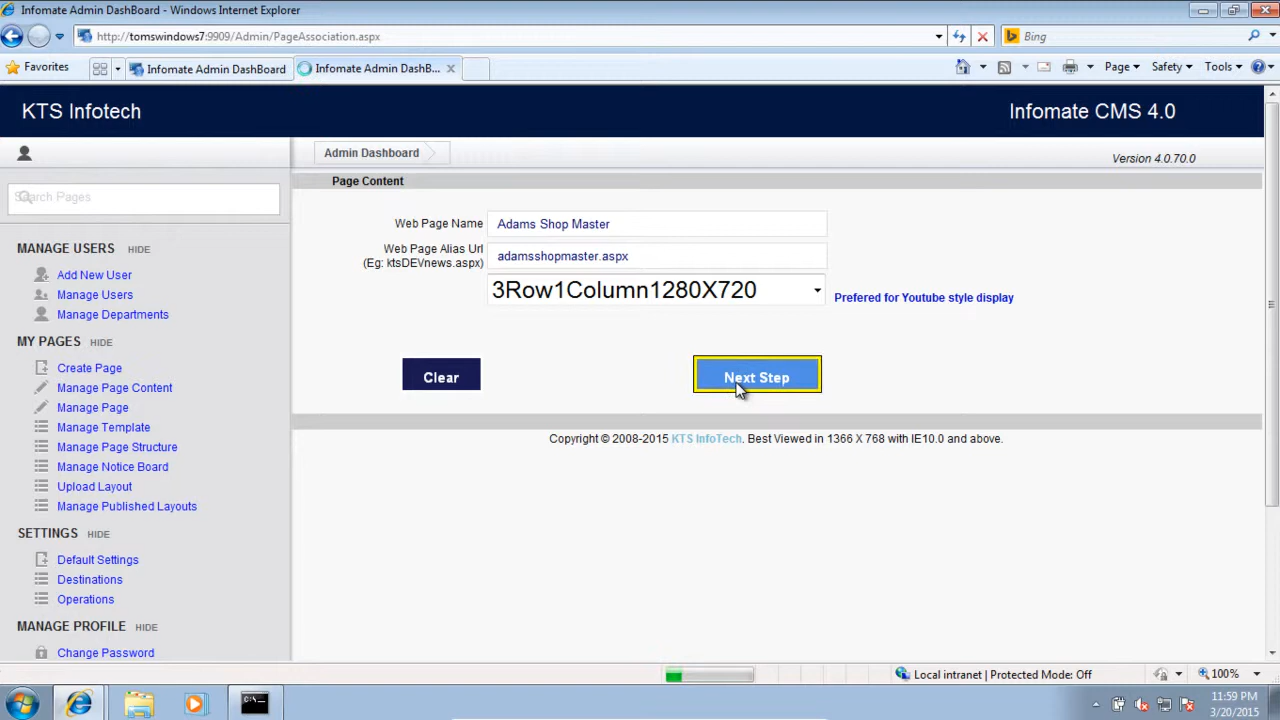 Infomate Admin DashBoard - Windows Internet Explorer
http://tomswindows7:9909/Admin/PageAssociation.aspx
Bing
Favorites
Infomate Admin DashBoard
Infomate Admin DashB...
Page
Safety
Tools
KTS Infotech
Infomate CMS 4.0
Admin Dashboard
Version 4.0.70.0
Page Content
Search Pages
Web Page Name
Adams Shop Master
Web Page Alias Url
(Eg: ktsDEVnews.aspx)
adamsshopmaster.aspx
3Row1Column1280X720
Prefered for Youtube style display
Clear
Next Step
Copyright © 2008-2015 KTS InfoTech. Best Viewed in 1366 X 768 with IE10.0 and above.
MANAGE USERS HIDE
Add New User
Manage Users
Manage Departments
MY PAGES HIDE
Create Page
Manage Page Content
Manage Page
Manage Template
Manage Page Structure
Manage Notice Board
Upload Layout
Manage Published Layouts
SETTINGS HIDE
Default Settings
Destinations
Operations
MANAGE PROFILE HIDE
Change Password
Local intranet | Protected Mode: Off
100%
11:59 PM
3/20/2015